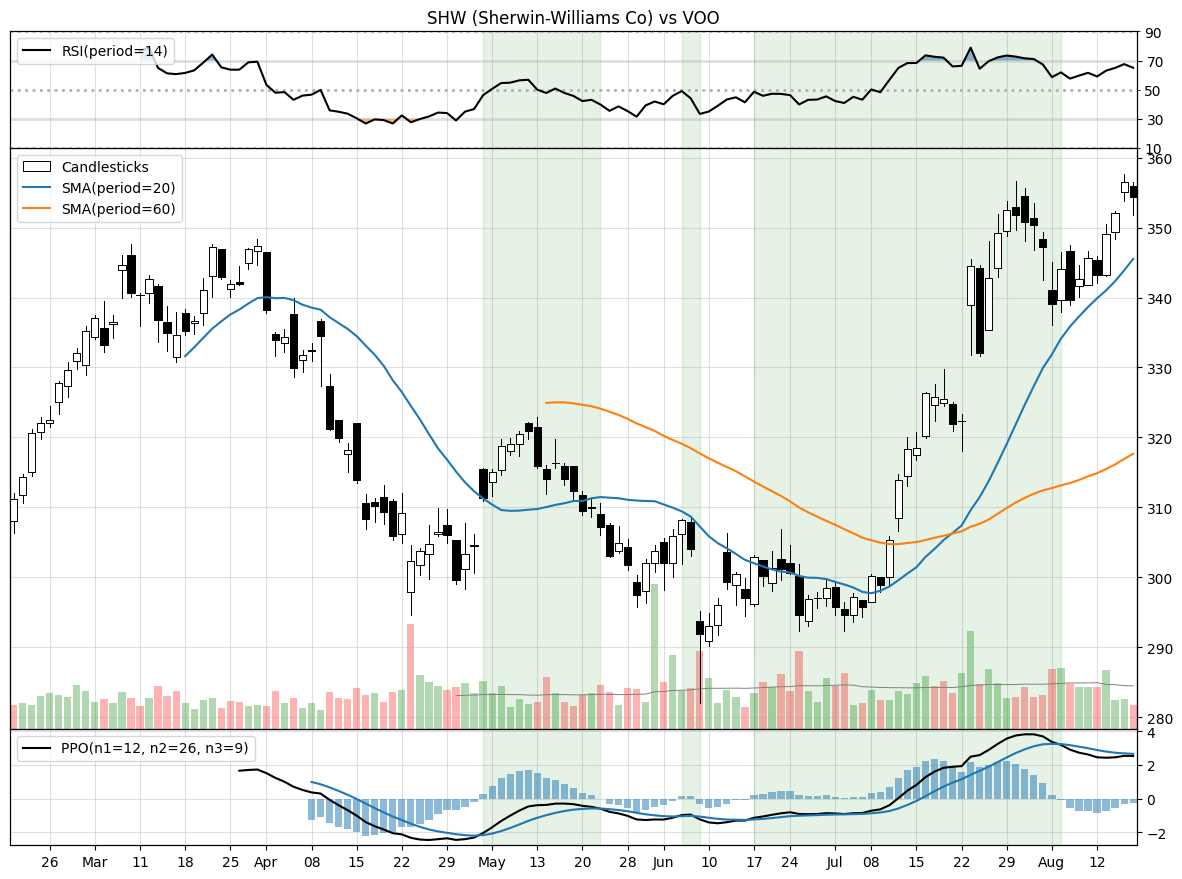 SHW (Sherwin-Williams Co) vs VOO
RSI(period=14)
90
70
50
30
10
Candlesticks
SMA(period=20)
SMA(period=60)
360
350
340
330
320
310
300
290
280
PPO(n1=12, n2=26, n3=9)
4
2
0
−2
26 Mar 11 18 25 Apr 08 15 22 29 May 13 20 28 Jun 10 17 24 Jul 08 15 22 29 Aug 12